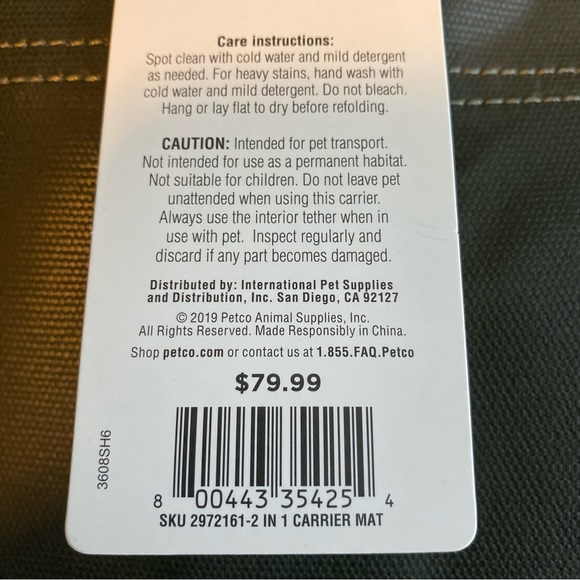 Care instructions:
Spot clean with cold water and mild detergent
as needed. For heavy stains, hand wash with
cold water and mild detergent. Do not bleach.
Hang or lay flat to dry before refolding.
CAUTION: Intended for pet transport.
Not intended for use as a permanent habitat.
Not suitable for children. Do not leave pet
unattended when using this carrier.
Always use the interior tether when in
use with pet. Inspect regularly and
discard if any part becomes damaged.
Distributed by: International Pet Supplies
and Distribution, Inc. San Diego, CA 92127
© 2019 Petco Animal Supplies, Inc.
All Rights Reserved. Made Responsibly in China.
Shop petco.com or contact us at 1.855.FAQ.Petco
$79.99
3608SH6
8 00443 35425 4
SKU 2972161-2 IN 1 CARRIER MAT